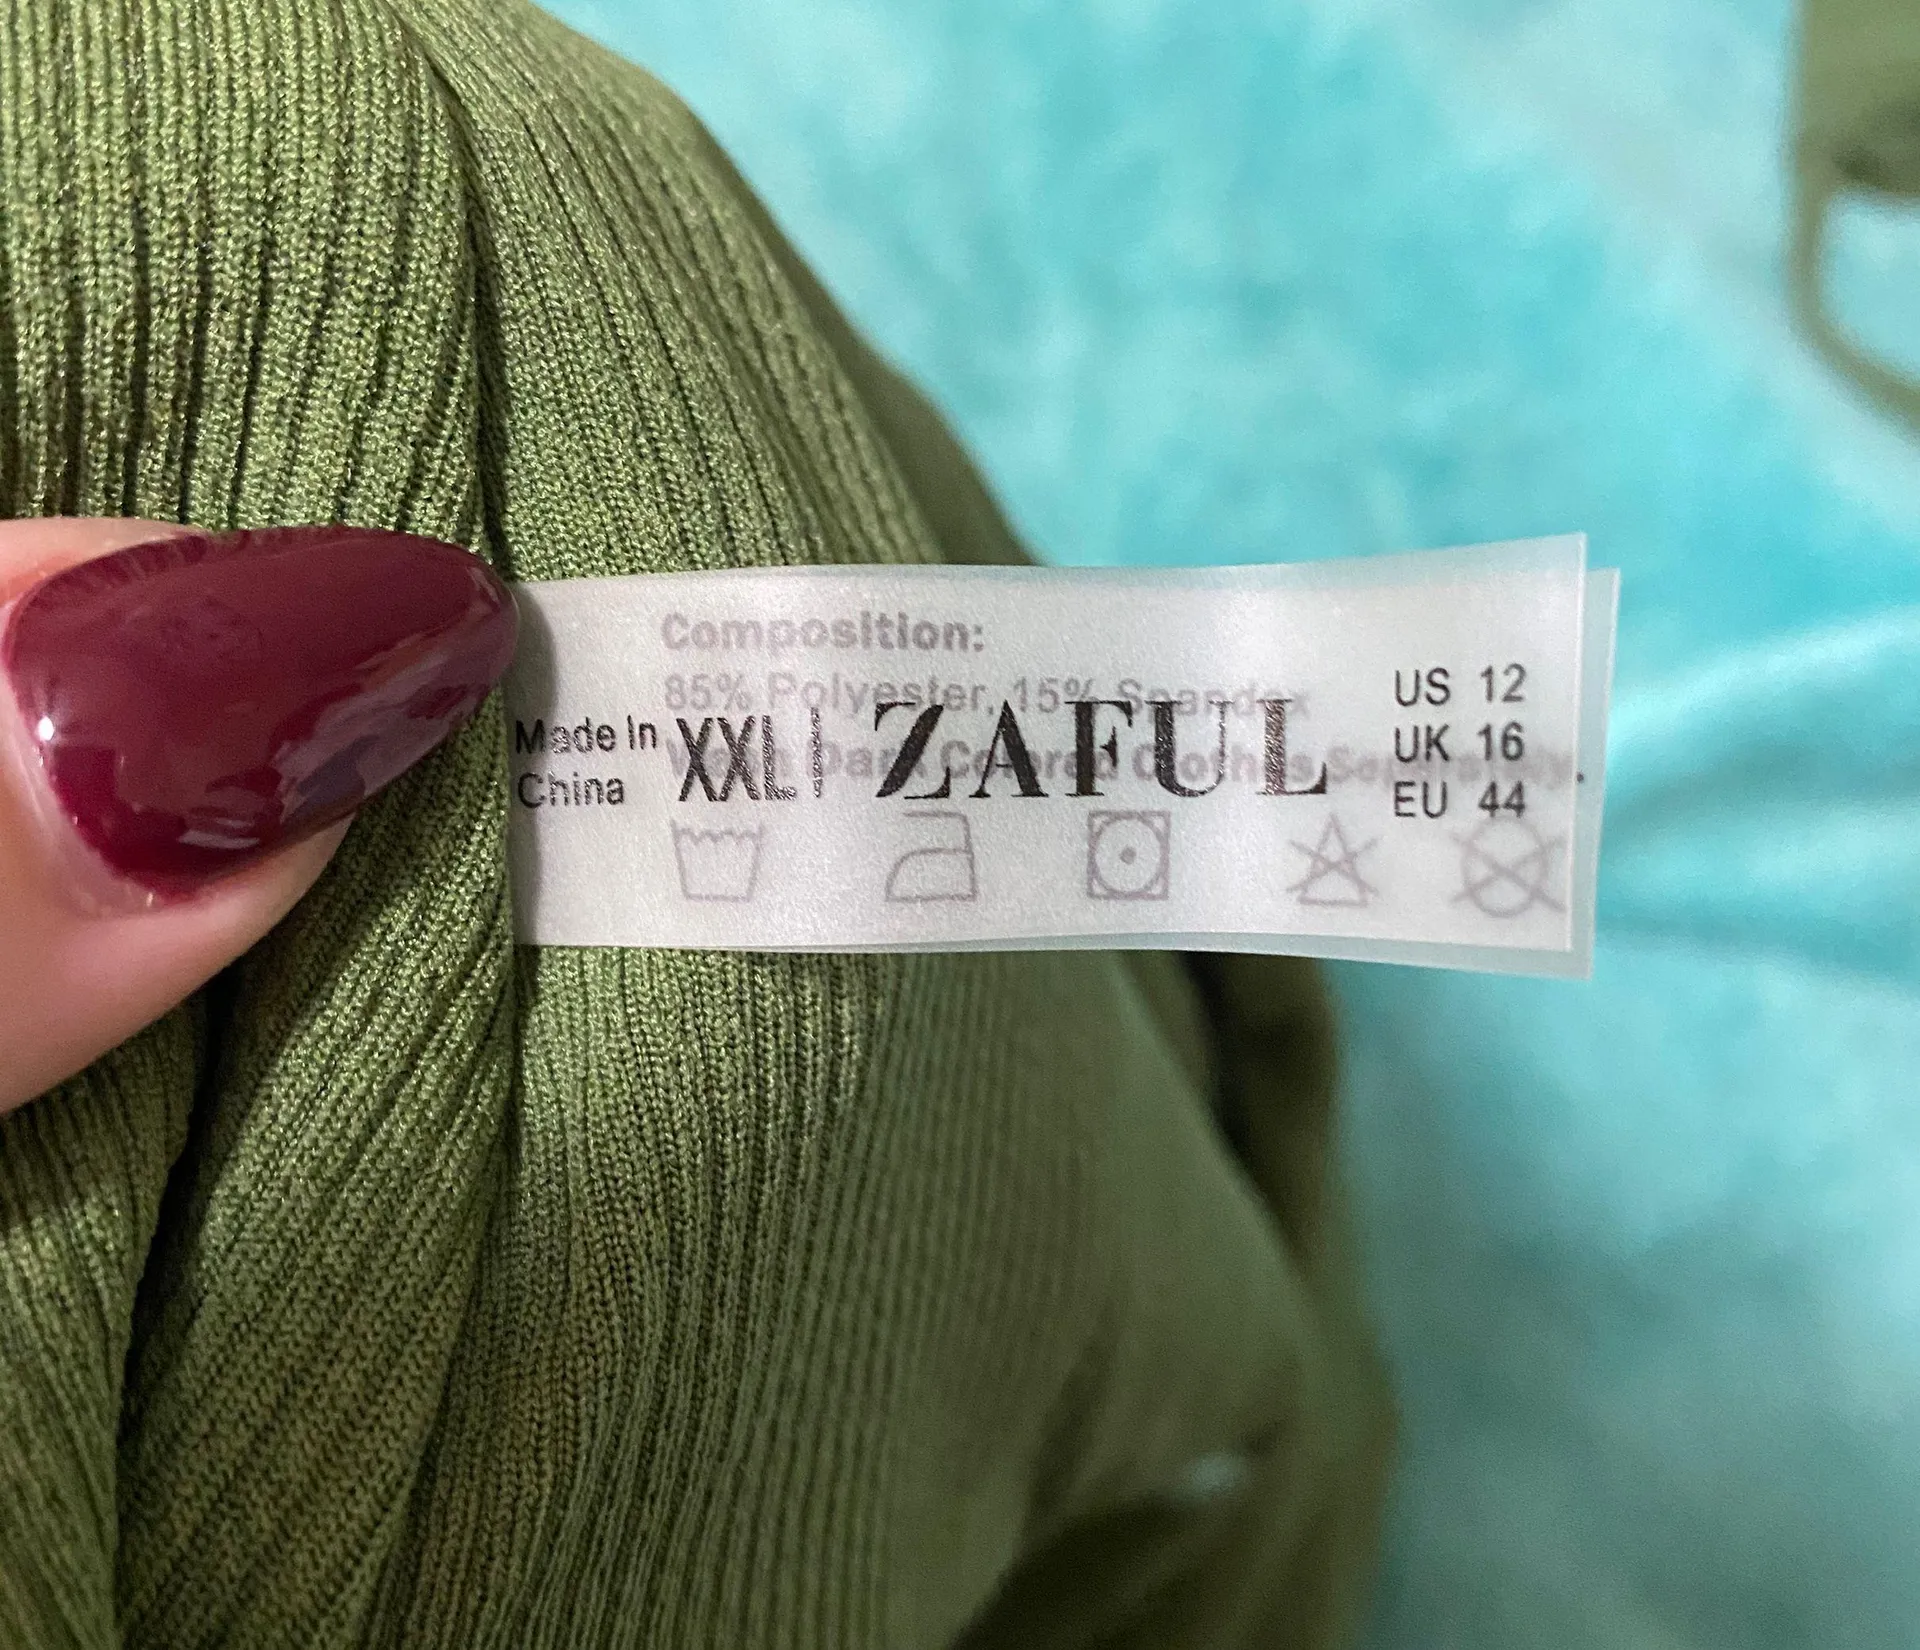 Composition:
85% Polyester, 15% Spandex
Made In
China
XXL
ZAFUL
US 12
UK 16
EU 44
Wash Dark Colored Clothes Separately.